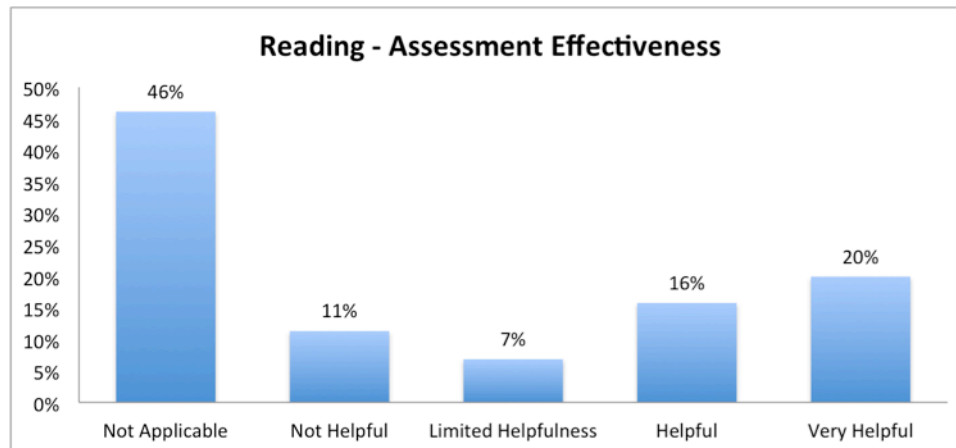 Reading - Assessment Effectiveness
50%
45%
40%
35%
30%
25%
20%
15%
10%
5%
0%
46%
11%
7%
16%
20%
Not Applicable
Not Helpful
Limited Helpfulness
Helpful
Very Helpful